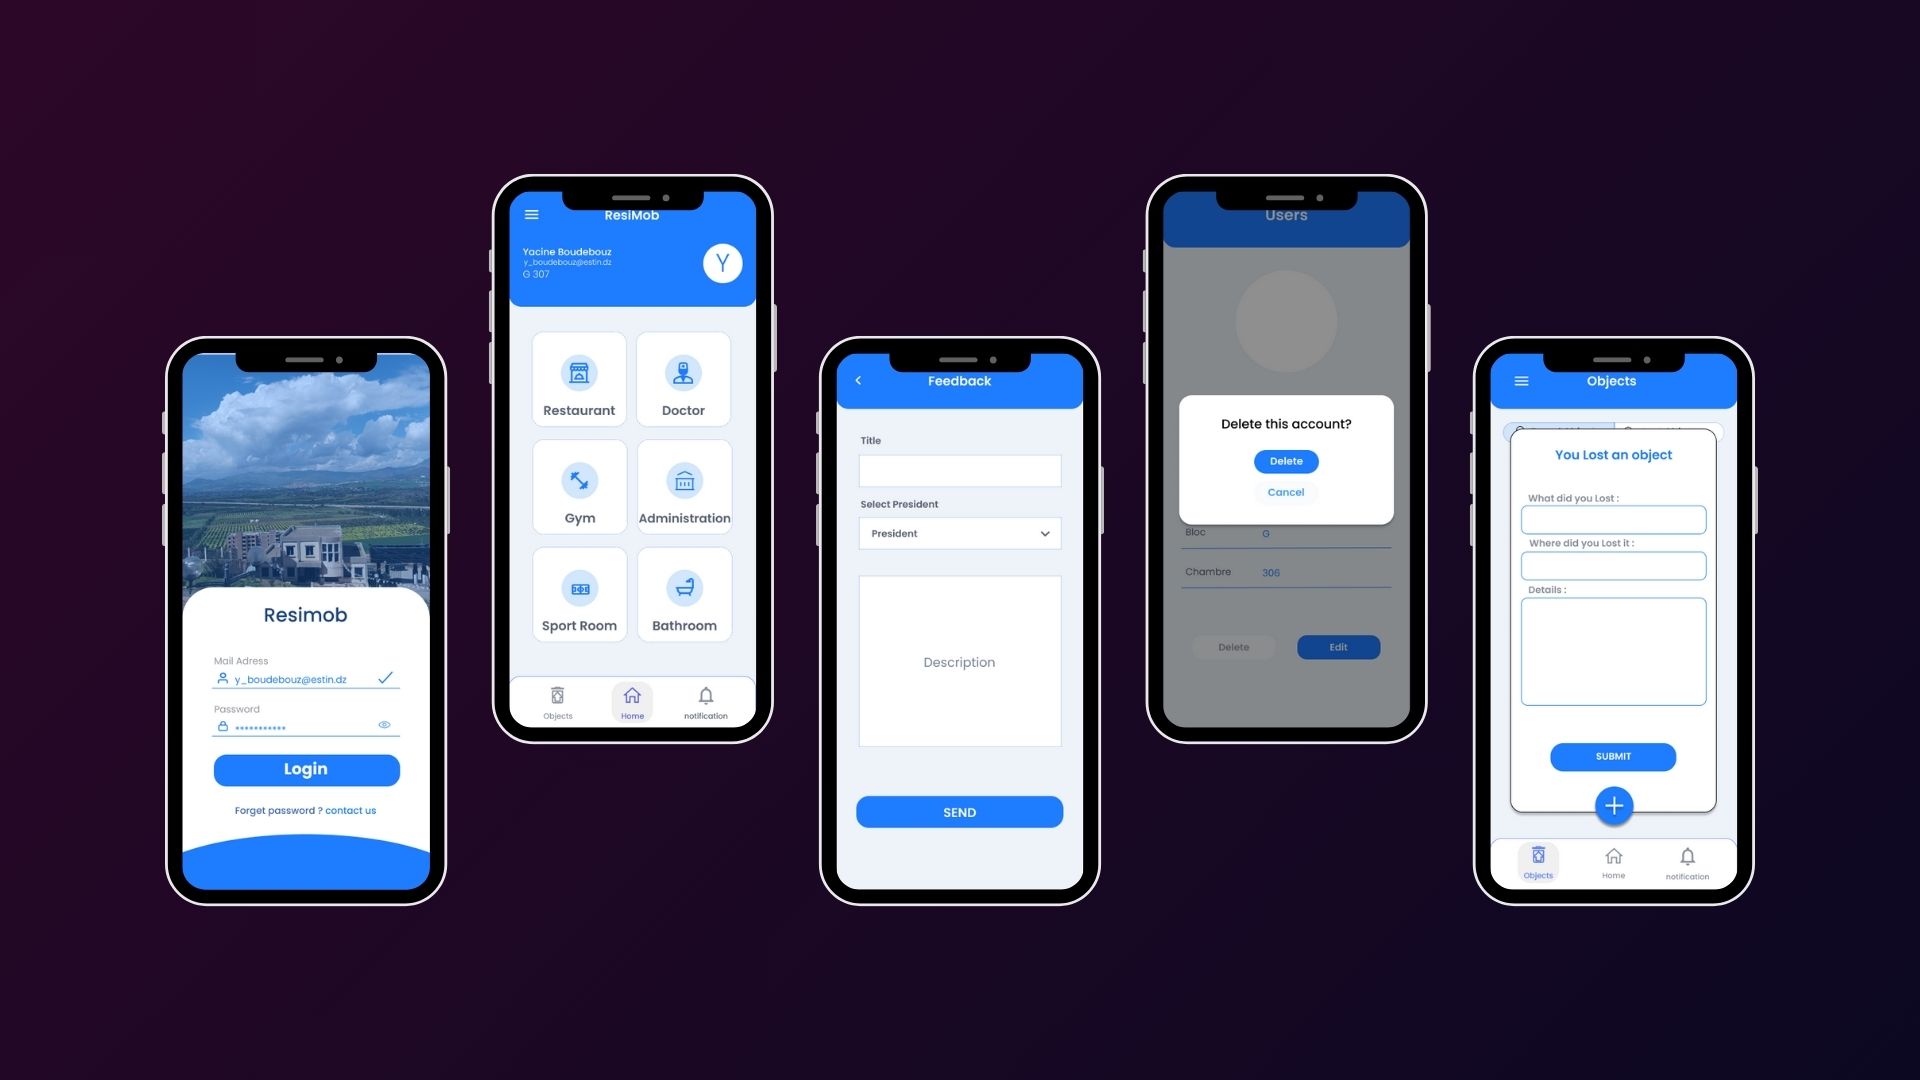 Resimob
Mail Adress
y_boudebouz@estin.dz
Password
***********
Login
Forget password ? contact us
ResiMob
Yacine Boudebouz
y_boudebouz@estin.dz
G 307
Y
Restaurant
Doctor
Gym
Administration
Sport Room
Bathroom
Objects
Home
notification
Feedback
Title
Select President
President
Description
SEND
Users
Delete this account?
Delete
Cancel
Bloc G
Chambre 306
Delete
Edit
Objects
You Lost an object
What did you Lost :
Where did you Lost it :
Details :
SUBMIT
Objects
Home
notification